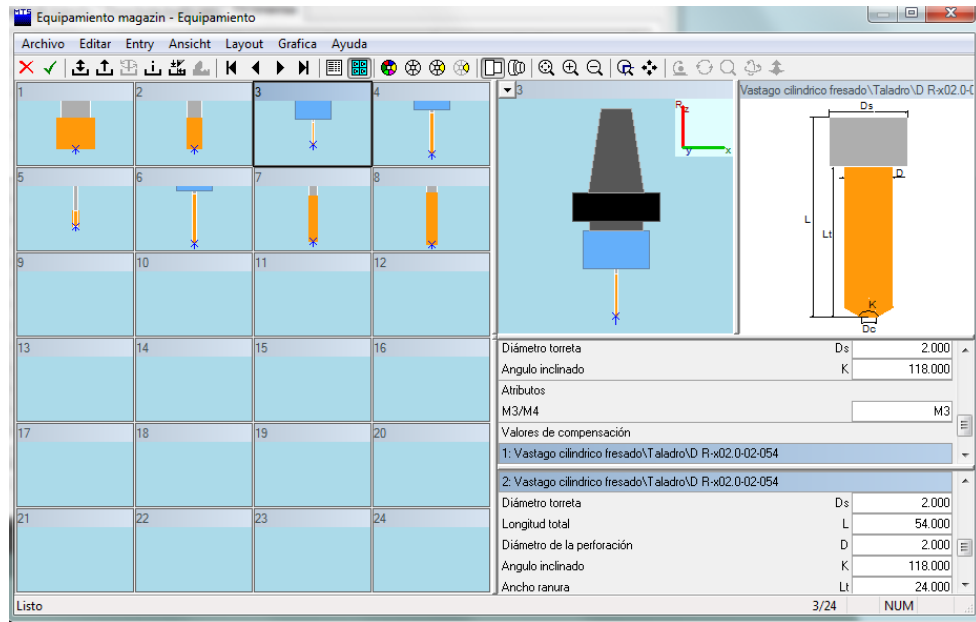 MTS
Equipamiento magazin - Equipamiento
Archivo Editar Entry Ansicht Layout Grafica Ayuda
1 2 3 4
5 6 7 8
9 10 11 12
13 14 15 16
17 18 19 20
21 22 23 24
3
z
y x
Vastago cilindrico fresado\Taladro\D R-x02.0-0
Ds
D
L
Lt
K
Dc
Diámetro torreta Ds 2.000
Angulo inclinado K 118.000
Atributos
M3/M4 M3
Valores de compensación
1: Vastago cilindrico fresado\Taladro\D R-x02.0-02-054
2: Vastago cilindrico fresado\Taladro\D R-x02.0-02-054
Diámetro torreta Ds 2.000
Longitud total L 54.000
Diámetro de la perforación D 2.000
Angulo inclinado K 118.000
Ancho ranura Lt 24.000
Listo 3/24 NUM